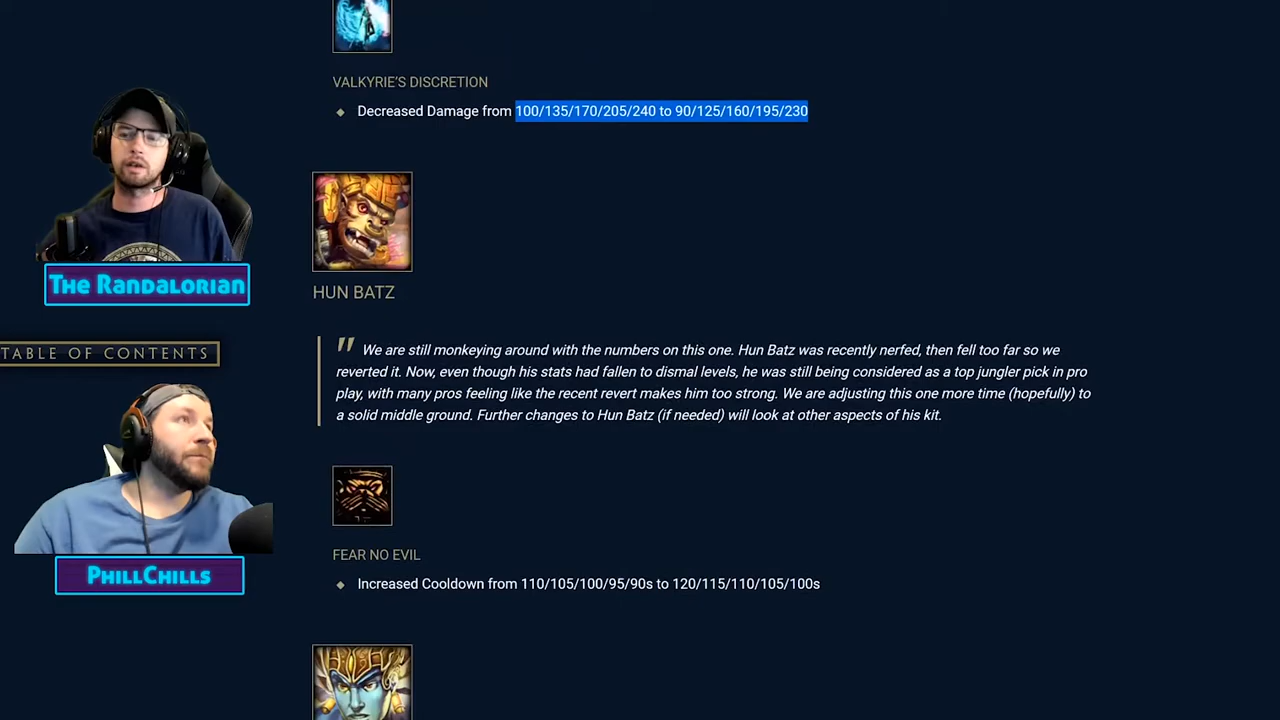 VALKYRIE'S DISCRETION
Decreased Damage from 100/135/170/205/240 to 90/125/160/195/230
The Randalorian
HUN BATZ
TABLE OF CONTENTS
" We are still monkeying around with the numbers on this one. Hun Batz was recently nerfed, then fell too far so we
reverted it. Now, even though his stats had fallen to dismal levels, he was still being considered as a top jungler pick in pro
play, with many pros feeling like the recent revert makes him too strong. We are adjusting this one more time (hopefully) to
a solid middle ground. Further changes to Hun Batz (if needed) will look at other aspects of his kit.
FEAR NO EVIL
Increased Cooldown from 110/105/100/95/90s to 120/115/110/105/100s
PhillChills